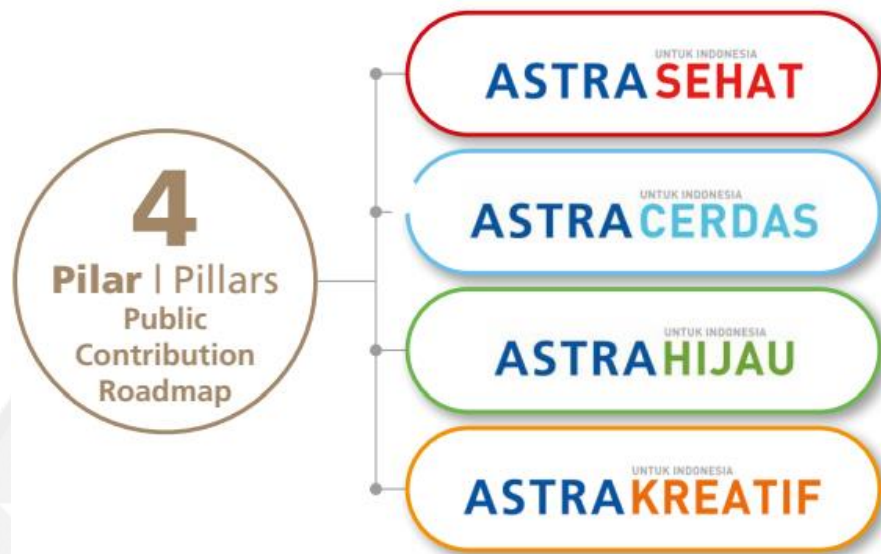 4
Pilar | Pillars
Public
Contribution
Roadmap
UNTUK INDONESIA
ASTRA SEHAT
UNTUK INDONESIA
ASTRA CERDAS
UNTUK INDONESIA
ASTRA HIJAU
UNTUK INDONESIA
ASTRA KREATIF